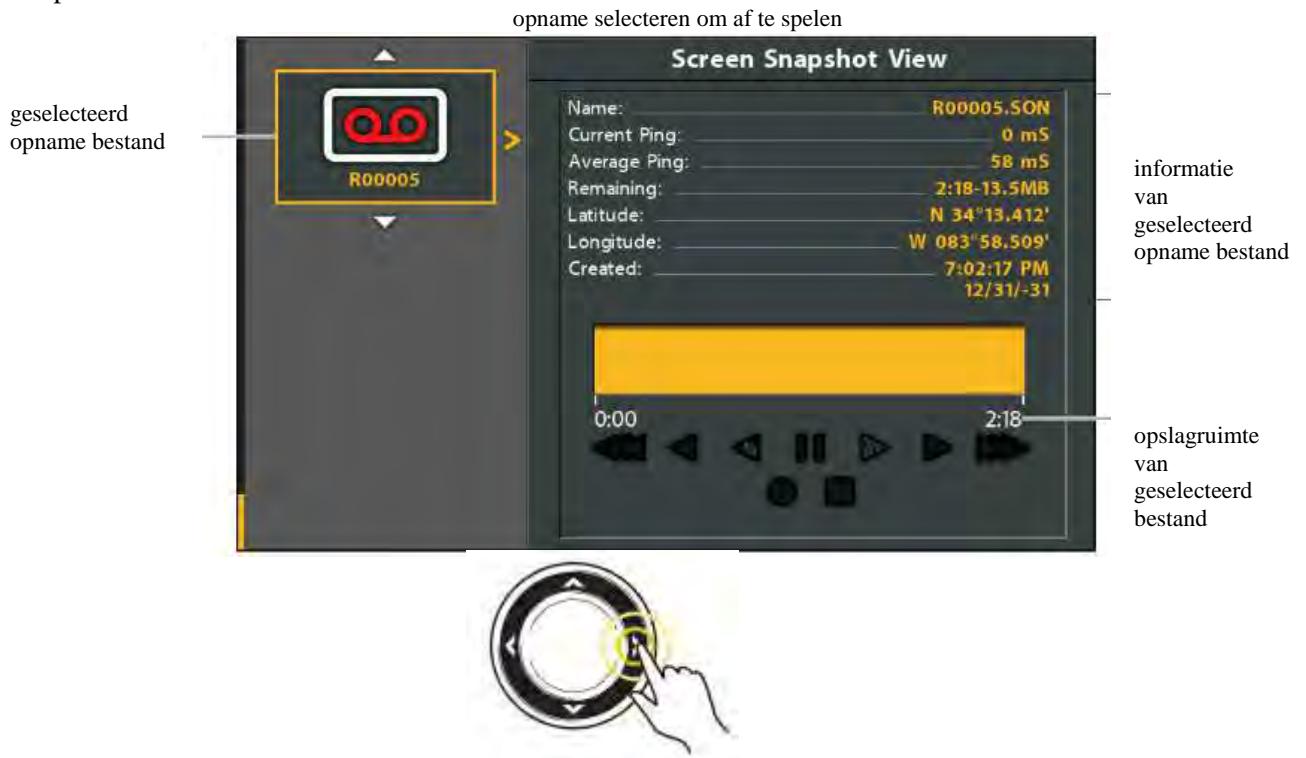 opname selecteren om af te spelen
geselecteerd
opname bestand
R00005
Screen Snapshot View
Name: R00005.SON
Current Ping: 0 mS
Average Ping: 58 mS
Remaining: 2:18-13.5MB
Latitude: N 34°13.412'
Longitude: W 083°58.509'
Created: 7:02:17 PM
12/31/-31
0:00 2:18
informatie
van
geselecteerd
opname bestand
opslagruimte
van
geselecteerd
bestand